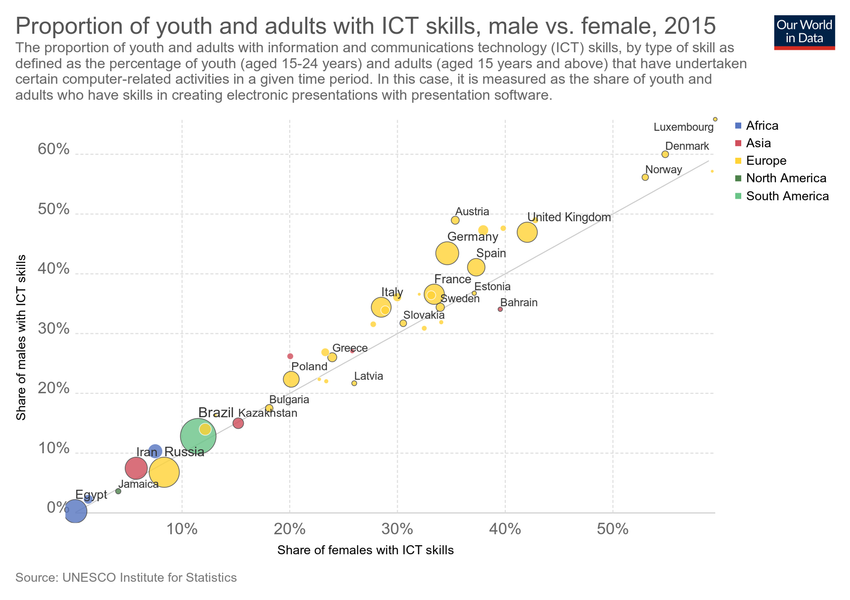 Proportion of youth and adults with ICT skills, male vs. female, 2015
Our World
in Data
The proportion of youth and adults with information and communications technology (ICT) skills, by type of skill as
defined as the percentage of youth (aged 15-24 years) and adults (aged 15 years and above) that have undertaken
certain computer-related activities in a given time period. In this case, it is measured as the share of youth and
adults who have skills in creating electronic presentations with presentation software.
Luxembourg
Africa
Asia
Europe
North America
South America
60%
Denmark
Norway
50%
Austria
United Kingdom
Germany
Spain
40%
France
Estonia
Italy
Sweden
Bahrain
Slovakia
30%
Greece
Poland
Latvia
20%
Bulgaria
Brazil
Kazakhstan
10%
Iran
Russia
Jamaica
Egypt
0%
10%
20%
30%
40%
50%
Share of males with ICT skills
Share of females with ICT skills
Source: UNESCO Institute for Statistics